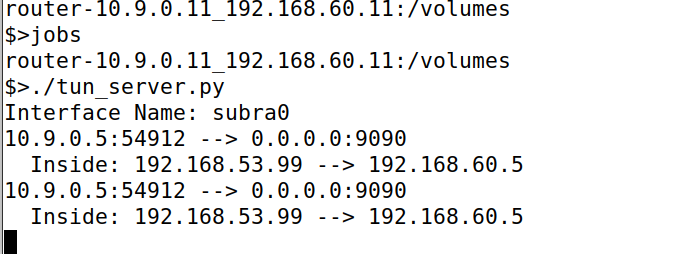 router-10.9.0.11_192.168.60.11:/volumes
$>jobs
router-10.9.0.11_192.168.60.11:/volumes
$>./tun_server.py
Interface Name: subra0
10.9.0.5:54912 --> 0.0.0.0:9090
  Inside: 192.168.53.99 --> 192.168.60.5
10.9.0.5:54912 --> 0.0.0.0:9090
  Inside: 192.168.53.99 --> 192.168.60.5